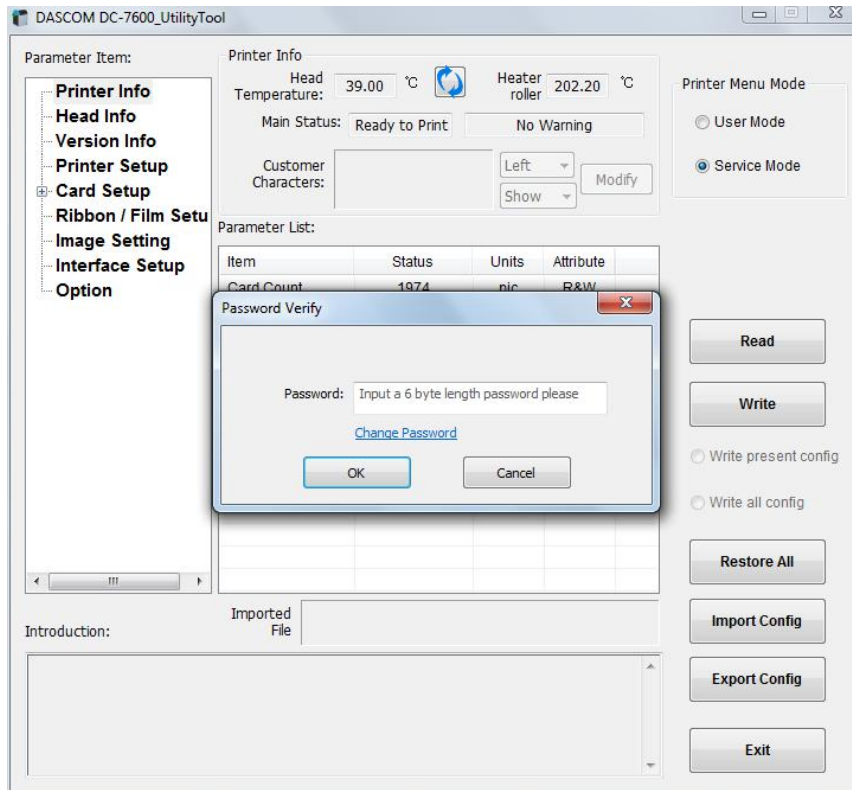 DASCOM DC-7600_UtilityTool
Parameter Item:
Printer Info
Head Info
Version Info
Printer Setup
Card Setup
Ribbon / Film Setu
Image Setting
Interface Setup
Option
Printer Info
Head Temperature: 39.00 ℃
Heater roller 202.20 ℃
Main Status: Ready to Print
No Warning
Customer Characters:
Left
Show
Modify
Printer Menu Mode
User Mode
Service Mode
Parameter List:
Item Status Units Attribute
Card Count 1974 pic R&W
Password Verify
Password: Input a 6 byte length password please
Change Password
OK Cancel
Read
Write
Write present config
Write all config
Restore All
Import Config
Export Config
Exit
Imported File
Introduction: